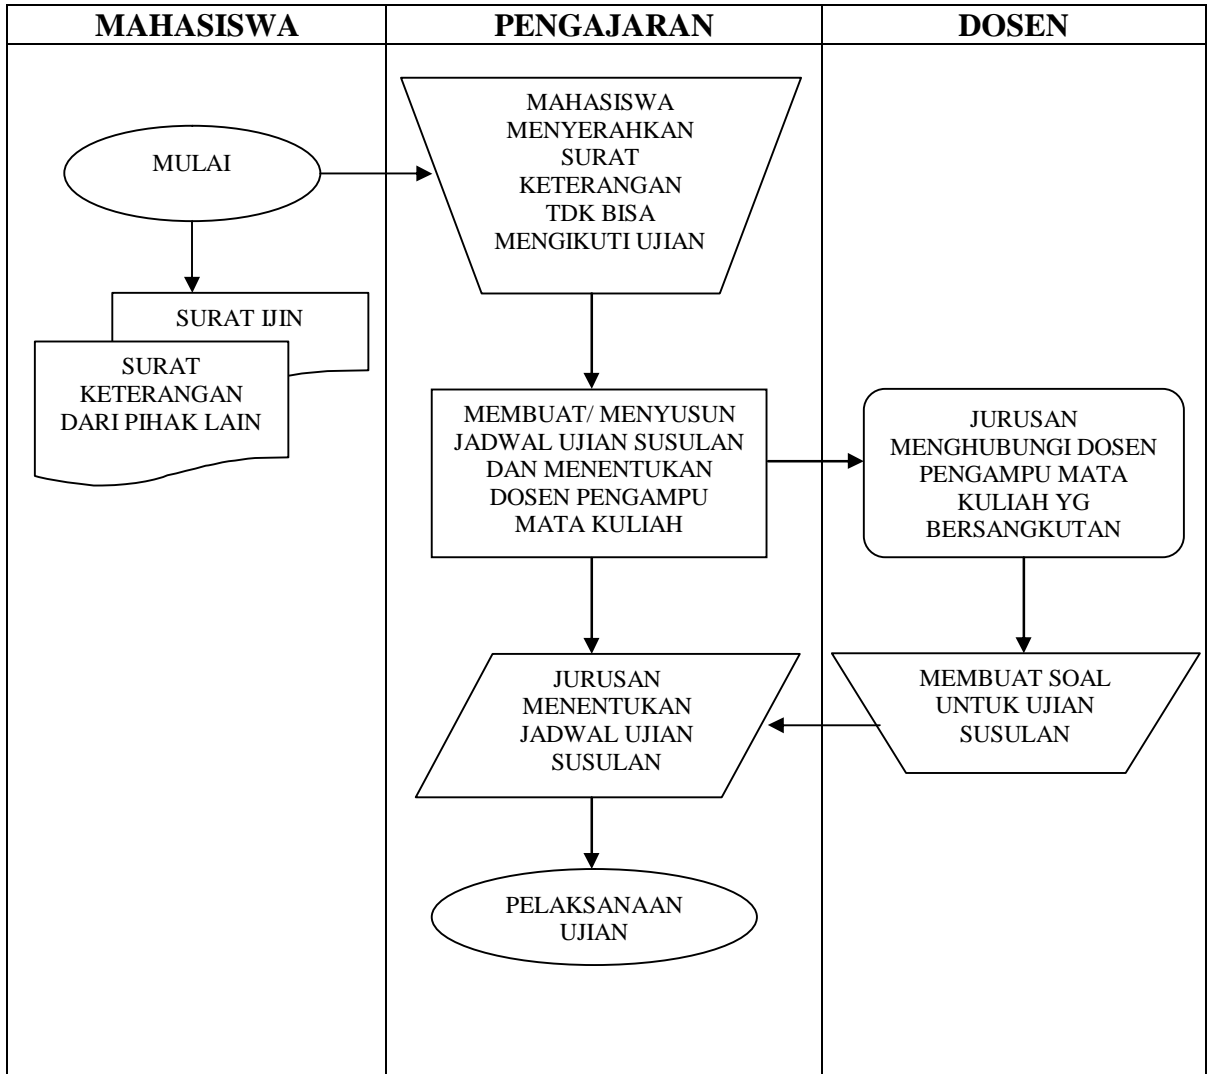 MAHASISWA
PENGAJARAN
DOSEN
MULAI
SURAT IJIN
SURAT
KETERANGAN
DARI PIHAK LAIN
MAHASISWA
MENYERAHKAN
SURAT
KETERANGAN
TDK BISA
MENGIKUTI UJIAN
MEMBUAT/ MENYUSUN
JADWAL UJIAN SUSULAN
DAN MENENTUKAN
DOSEN PENGAMPU
MATA KULIAH
JURUSAN
MENGHUBUNGI DOSEN
PENGAMPU MATA
KULIAH YG
BERSANGKUTAN
JURUSAN
MENENTUKAN
JADWAL UJIAN
SUSULAN
MEMBUAT SOAL
UNTUK UJIAN
SUSULAN
PELAKSANAAN
UJIAN